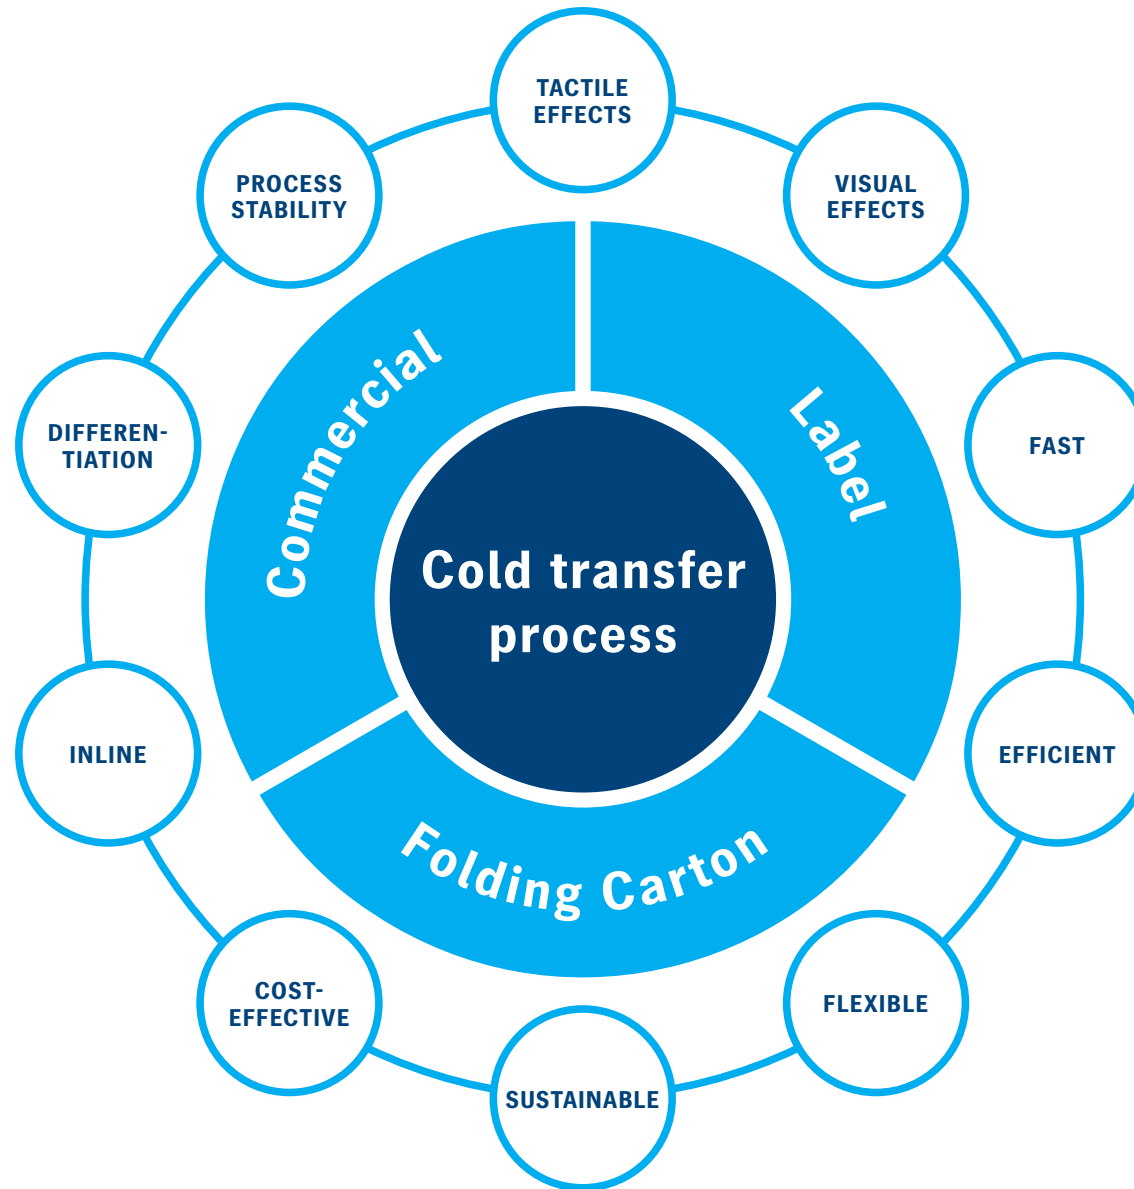 TACTILE
EFFECTS
VISUAL
EFFECTS
FAST
EFFICIENT
FLEXIBLE
SUSTAINABLE
COST-
EFFECTIVE
INLINE
DIFFEREN-
TIATION
PROCESS
STABILITY
Commercial
Label
Folding Carton
Cold transfer
process